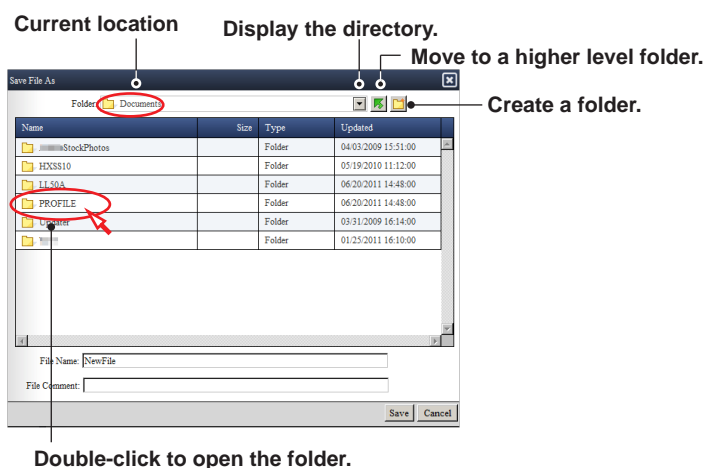 Current location
Display the directory.
Move to a higher level folder.
Save File As
Folder: Documents
Create a folder.
Name Size Type Updated
StockPhotos Folder 04/03/2009 15:51:00
HXSS10 Folder 05/19/2010 11:12:00
LL50A Folder 06/20/2011 14:48:00
PROFILE Folder 06/20/2011 14:48:00
Updater Folder 03/31/2009 16:14:00
Folder 01/25/2011 16:10:00
File Name: NewFile
File Comment:
Save Cancel
Double-click to open the folder.